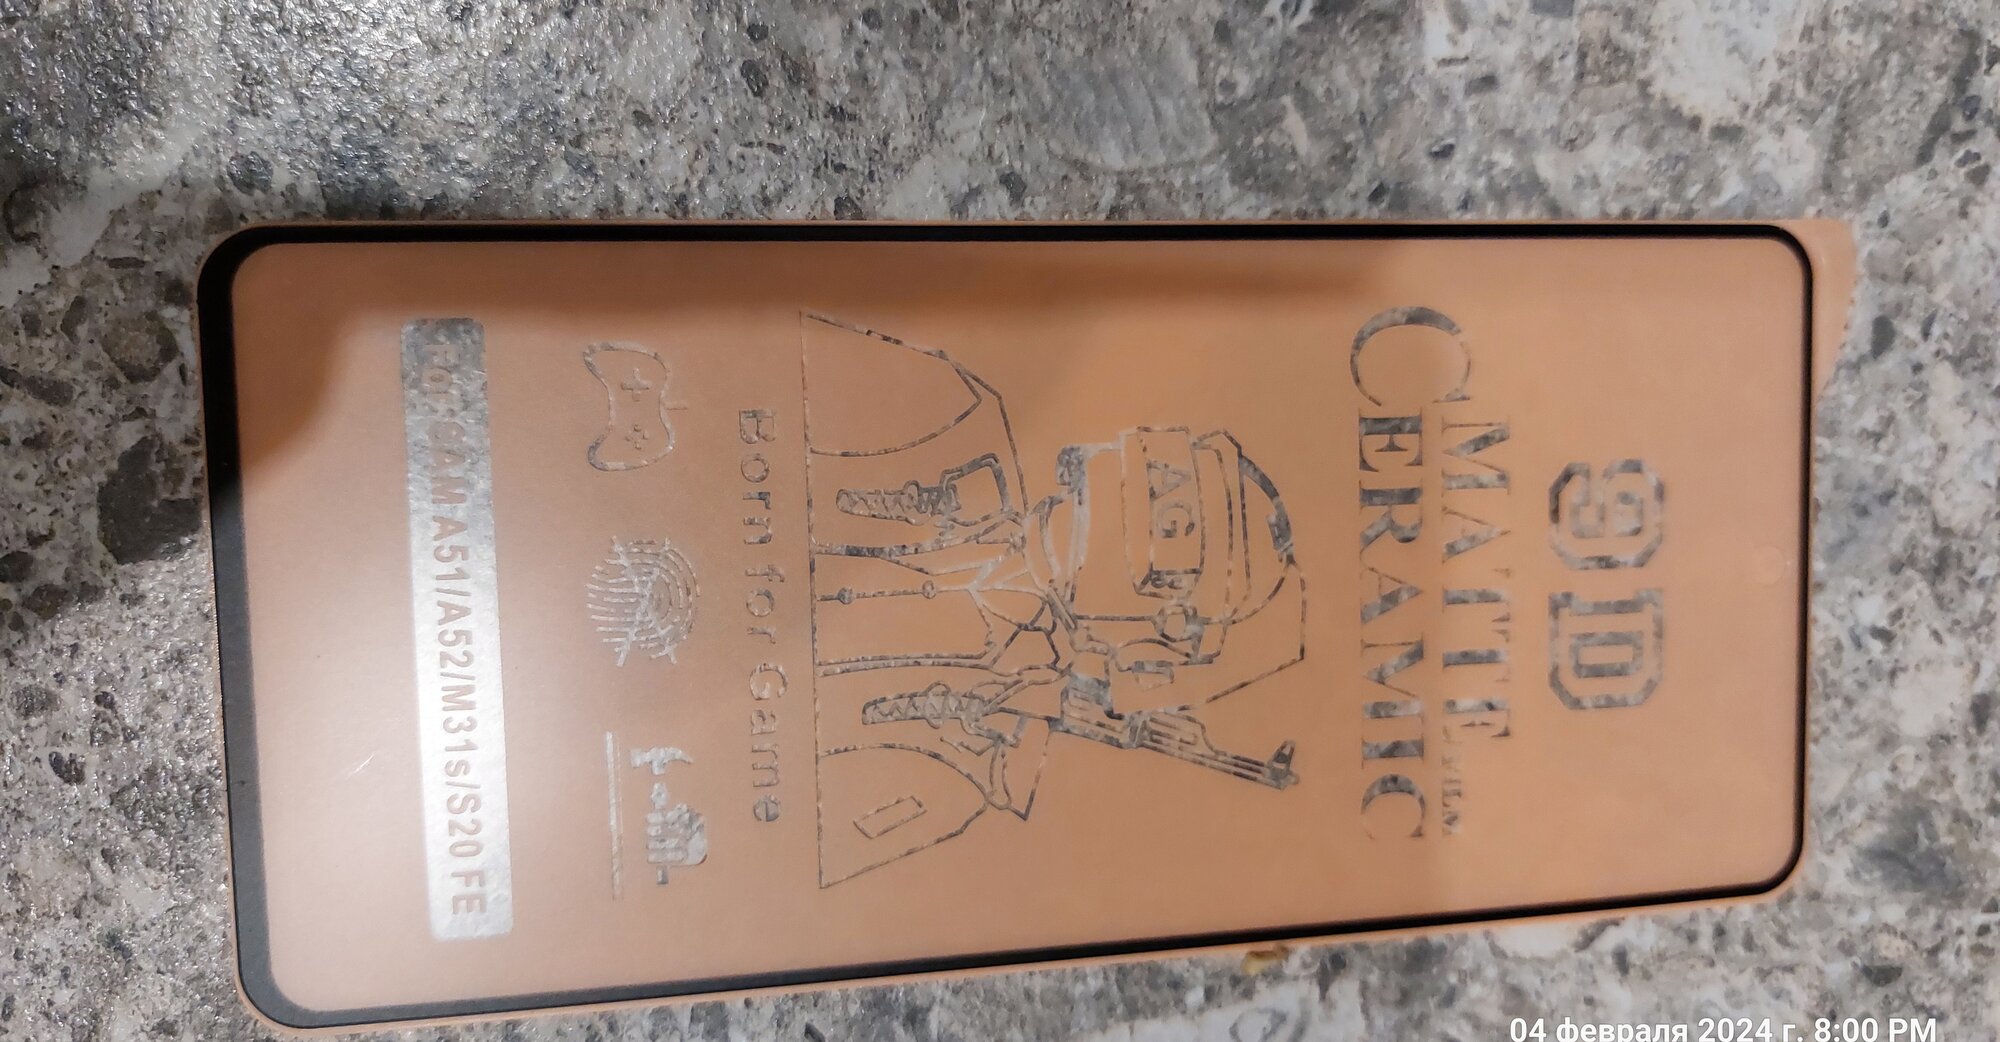 9D
MATTE
CERAMIC
FILM
AG
Born for Game
For SAM A51/A52/M31s/S20 FE
04 февраля 2024 г. 8:00 PM